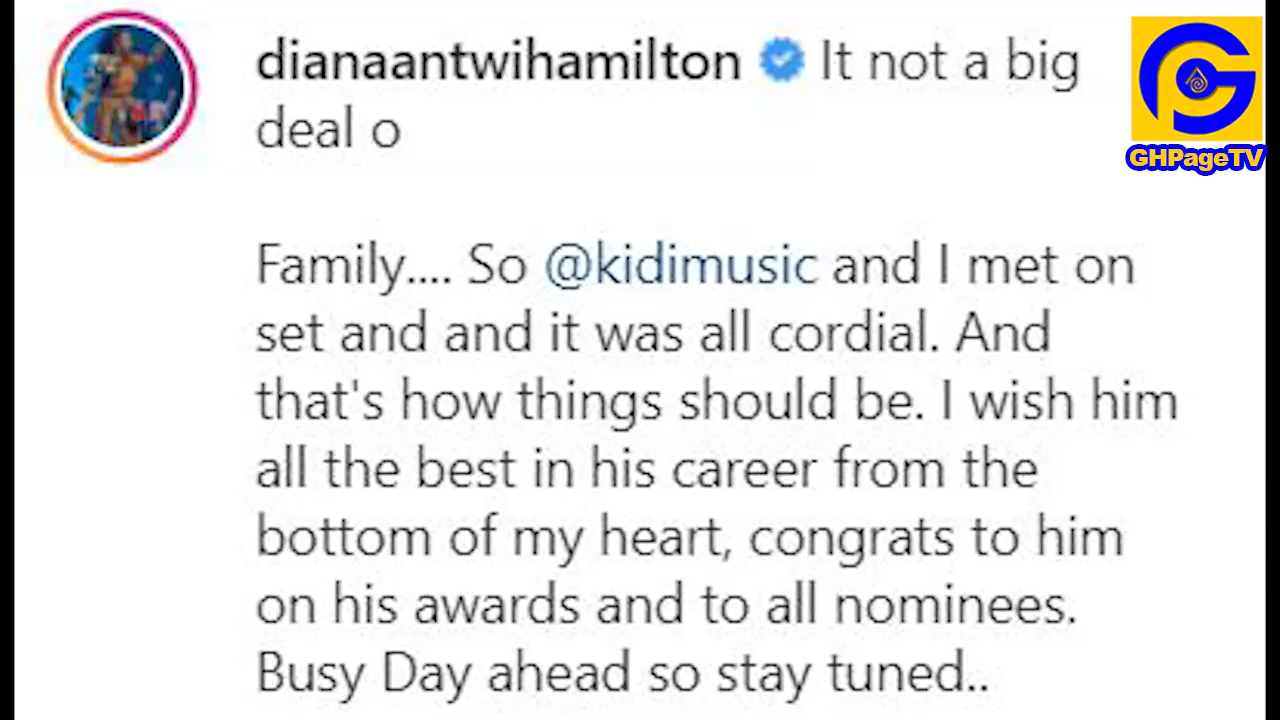 dianaantwihamilton It not a big
deal o
GHPageTV
Family.... So @kidimusic and I met on
set and and it was all cordial. And
that's how things should be. I wish him
all the best in his career from the
bottom of my heart, congrats to him
on his awards and to all nominees.
Busy Day ahead so stay tuned..